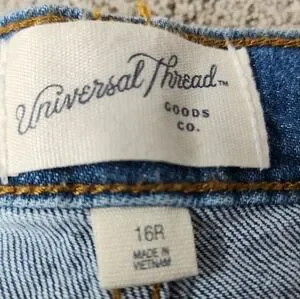 Universal Thread™
GOODS
CO.
16R
MADE IN
VIETNAM